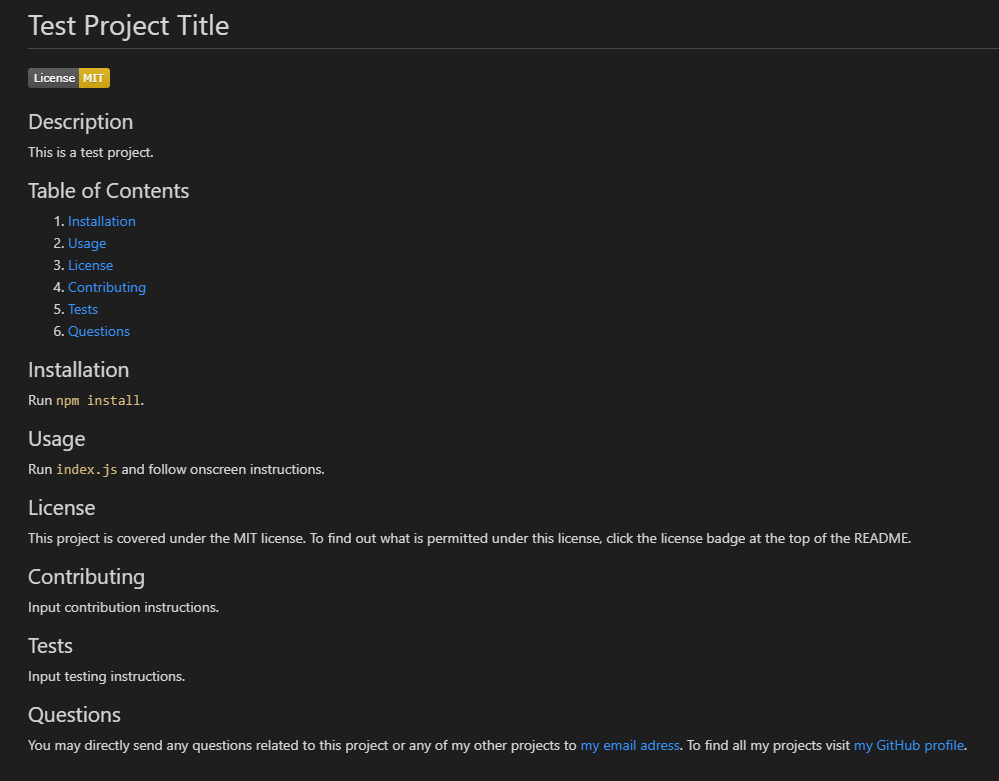 Test Project Title
License MIT
Description
This is a test project.
Table of Contents
1. Installation
2. Usage
3. License
4. Contributing
5. Tests
6. Questions
Installation
Run npm install.
Usage
Run index.js and follow onscreen instructions.
License
This project is covered under the MIT license. To find out what is permitted under this license, click the license badge at the top of the README.
Contributing
Input contribution instructions.
Tests
Input testing instructions.
Questions
You may directly send any questions related to this project or any of my other projects to my email adress. To find all my projects visit my GitHub profile.